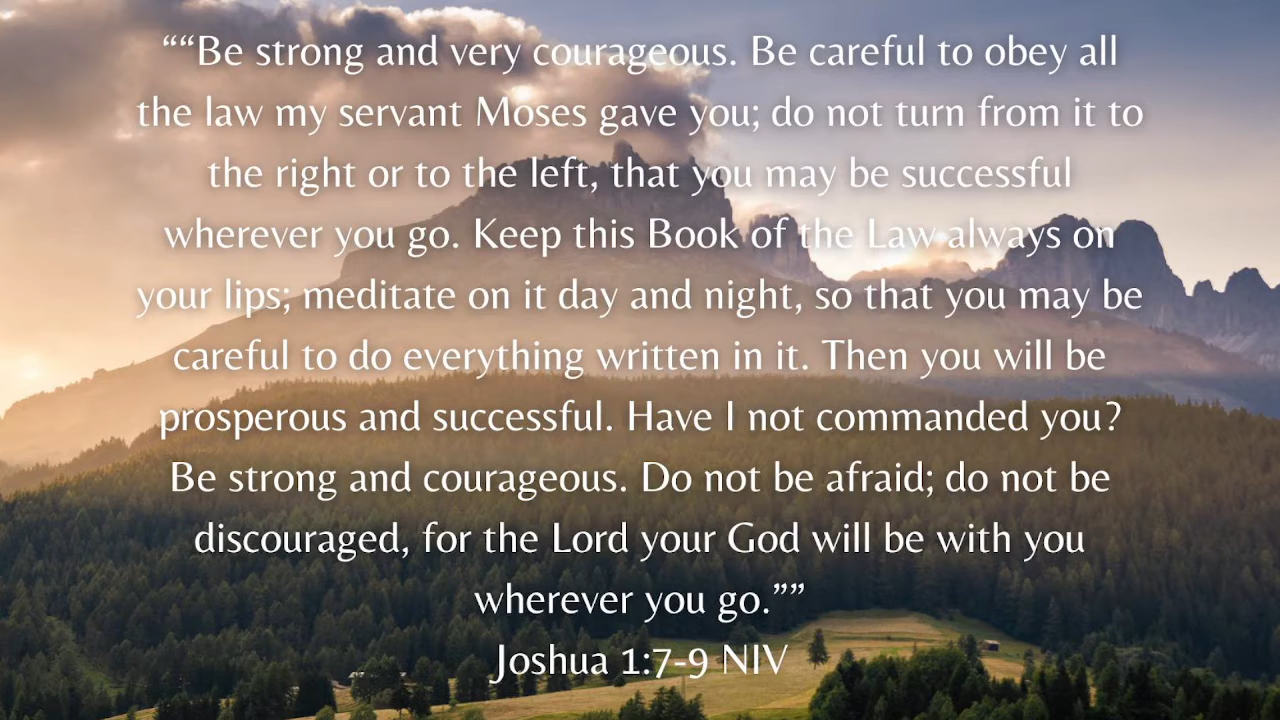 ““Be strong and very courageous. Be careful to obey all
the law my servant Moses gave you; do not turn from it to
the right or to the left, that you may be successful
wherever you go. Keep this Book of the Law always on
your lips; meditate on it day and night, so that you may be
careful to do everything written in it. Then you will be
prosperous and successful. Have I not commanded you?
Be strong and courageous. Do not be afraid; do not be
discouraged, for the Lord your God will be with you
wherever you go.””
Joshua 1:7-9 NIV